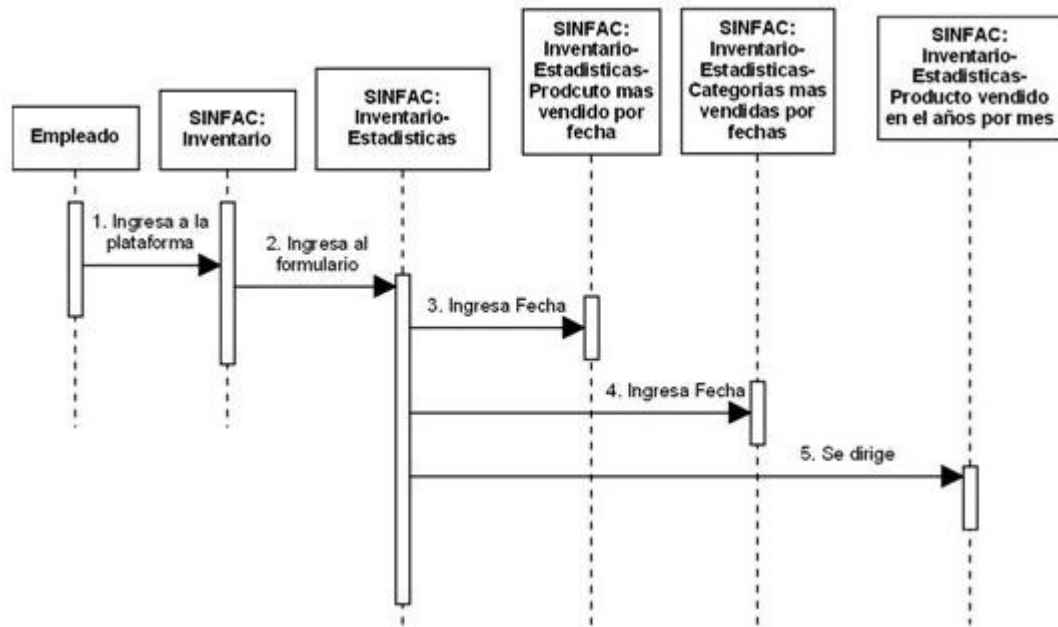 Empleado
SINFAC:
Inventario
SINFAC:
Inventario-
Estadisticas
SINFAC:
Inventario-
Estadisticas-
Prodcuto mas
vendido por
fecha
SINFAC:
Inventario-
Estadisticas-
Categorias mas
vendidas por
fechas
SINFAC:
Inventario-
Estadisticas-
Producto vendido
en el años por mes
1. Ingresa a la
plataforma
2. Ingresa al
formulario
3. Ingresa Fecha
4. Ingresa Fecha
5. Se dirige